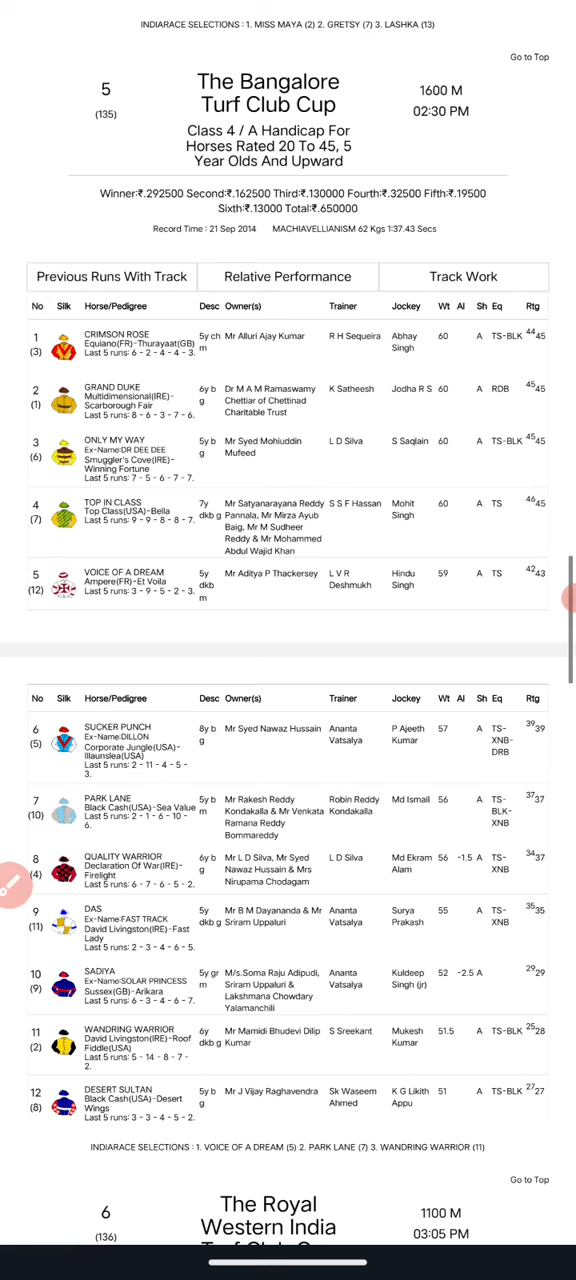 INDIARACE SELECTIONS : 1. MISS MAYA (2) 2. GRETSY (7) 3. LASHKA (13)
Go to Top
5
(135)
The Bangalore
Turf Club Cup
Class 4 / A Handicap For
Horses Rated 20 To 45, 5
Year Olds And Upward
1600 M
02:30 PM
Winner:₹.292500 Second:₹.162500 Third:₹.130000 Fourth:₹.32500 Fifth:₹.19500
Sixth:₹.13000 Total:₹.650000
Record Time : 21 Sep 2014 MACHIAVELLIANISM 62 Kgs 1:37.43 Secs
Previous Runs With Track Relative Performance Track Work
No Silk Horse/Pedigree Desc Owner(s) Trainer Jockey Wt Al Sh Eq Rtg
1 CRIMSON ROSE 5y ch Mr Alluri Ajay Kumar R H Sequeira Abhay 60 A TS-BLK 44 45
(3) Equiano(FR)-Thurayaat(GB) m Singh
Last 5 runs: 6 - 2 - 4 - 4 - 3.
2 GRAND DUKE 6y b Dr M A M Ramaswamy K Satheesh Jodha R S 60 A RDB 45 45
(1) Multidimensional(IRE)- g Chettiar of Chettinad
Scarborough Fair Charitable Trust
Last 5 runs: 8 - 6 - 3 - 7 - 6.
3 ONLY MY WAY 5y b Mr Syed Mohiuddin L D Silva S Saqlain 60 A TS-BLK 45 45
(6) Ex-Name:DR DEE DEE g Mufeed
Smuggler's Cove(IRE)-
Winning Fortune
Last 5 runs: 7 - 5 - 6 - 7 - 7.
4 TOP IN CLASS 7y Mr Satyanarayana Reddy S S F Hassan Mohit 60 A TS 46 45
(7) Top Class(USA)-Bella dkb g Pannala, Mr Mirza Ayub Singh
Last 5 runs: 9 - 9 - 8 - 8 - 7. Baig, Mr M Sudheer
Reddy & Mr Mohammed
Abdul Wajid Khan
5 VOICE OF A DREAM 5y Mr Aditya P Thackersey L V R Hindu 59 A TS 42 43
(12) Ampere(FR)-Et Voila dkb Deshmukh Singh
Last 5 runs: 3 - 9 - 5 - 2 - 3. m
No Silk Horse/Pedigree Desc Owner(s) Trainer Jockey Wt Al Sh Eq Rtg
6 SUCKER PUNCH 8y b Mr Syed Nawaz Hussain Ananta P Ajeeth 57 A TS- 39 39
(5) Ex-Name:DILLON g Vatsalya Kumar XNB-
Corporate Jungle(USA)- DRB
Illaunslea(USA)
Last 5 runs: 2 - 11 - 4 - 5 -
3.
7 PARK LANE 5y b Mr Rakesh Reddy Robin Reddy Md Ismail 56 A TS- 37 37
(10) Black Cash(USA)-Sea Value m Kondakalla & Mr Venkata Kondakalla BLK-
Last 5 runs: 2 - 1 - 6 - 10 - Ramana Reddy XNB
6. Bommareddy
8 QUALITY WARRIOR 6y b Mr L D Silva, Mr Syed L D Silva Md Ekram 56 -1.5 A TS- 34 37
(4) Declaration Of War(IRE)- g Nawaz Hussain & Mrs Alam XNB
Firelight Nirupama Chodagam
Last 5 runs: 6 - 7 - 6 - 5 - 2.
9 DAS 5y Mr B M Dayananda & Mr Ananta Surya 55 A TS- 35 35
(11) Ex-Name:FAST TRACK dkb g Sriram Uppaluri Vatsalya Prakash XNB
David Livingston(IRE)-Fast
Lady
Last 5 runs: 2 - 3 - 4 - 6 - 5.
10 SADIYA 5y gr M/s.Soma Raju Adipudi, Ananta Kuldeep 52 -2.5 A 29 29
(9) Ex-Name:SOLAR PRINCESS m Sriram Uppaluri & Vatsalya Singh (jr)
Sussex(GB)-Arikara Lakshmana Chowdary
Last 5 runs: 6 - 3 - 4 - 6 - 7. Yalamanchili
11 WANDRING WARRIOR 6y Mr Mamidi Bhudevi Dilip S Sreekant Mukesh 51.5 A TS-BLK 25 28
(2) David Livingston(IRE)-Roof dkb g Kumar Kumar
Fiddle(USA)
Last 5 runs: 5 - 14 - 8 - 7 -
2.
12 DESERT SULTAN 5y b Mr J Vijay Raghavendra Sk Waseem K G Likith 51 A TS-BLK 27 27
(8) Black Cash(USA)-Desert g Ahmed Appu
Wings
Last 5 runs: 3 - 3 - 4 - 5 - 2.
INDIARACE SELECTIONS : 1. VOICE OF A DREAM (5) 2. PARK LANE (7) 3. WANDRING WARRIOR (11)
Go to Top
6
(136)
The Royal
Western India
Turf Club Cup
1100 M
03:05 PM